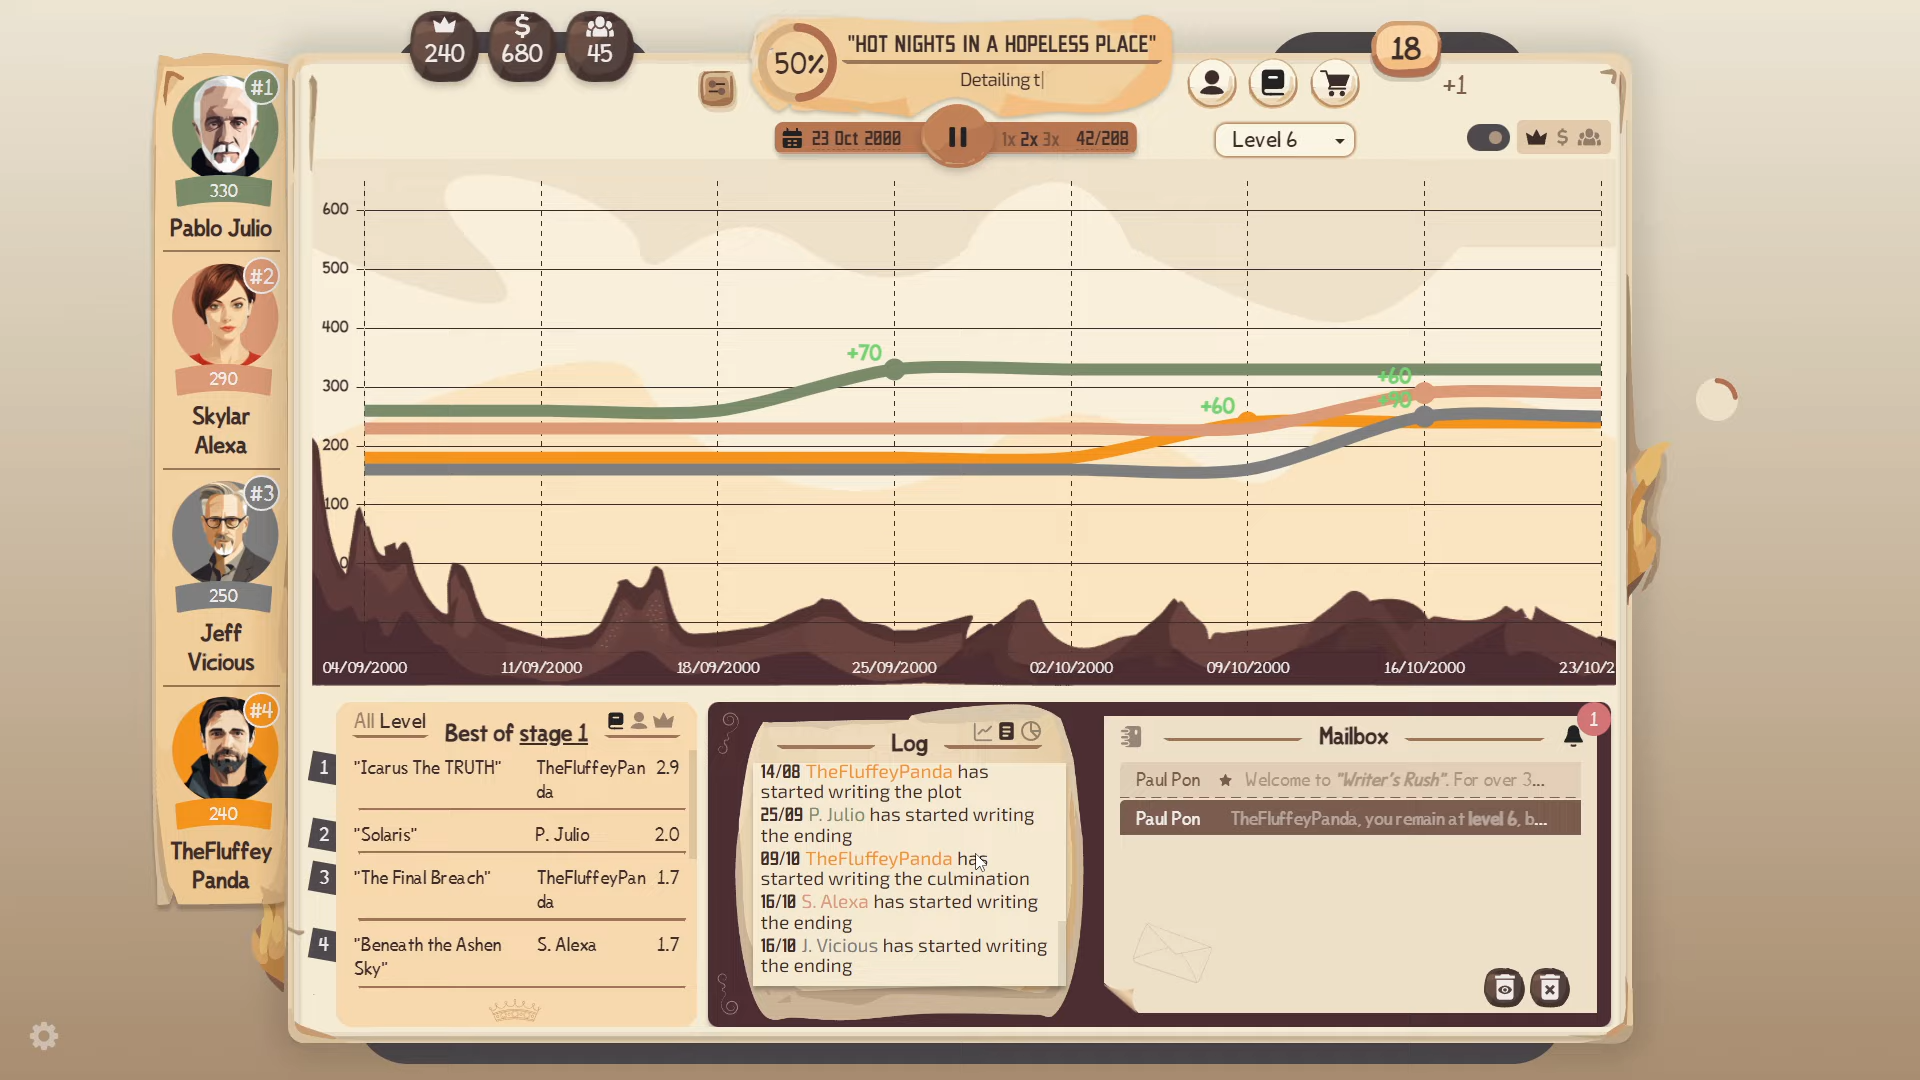 240
680
45
50%
"HOT NIGHTS IN A HOPELESS PLACE"
Detailing t
18
+1
23 Oct 2000
1x 2x 3x
42/208
Level 6
#1
330
Pablo Julio
#2
290
Skylar
Alexa
#3
250
Jeff
Vicious
#4
240
TheFluffey
Panda
600
500
400
300
200
100
0
+70
+60
+60
+90
04/09/2000
11/09/2000
18/09/2000
25/09/2000
02/10/2000
09/10/2000
16/10/2000
23/10/2
All Level
Best of stage 1
1 "Icarus The TRUTH" TheFluffeyPan 2.9
da
2 "Solaris" P. Julio 2.0
3 "The Final Breach" TheFluffeyPan 1.7
da
4 "Beneath the Ashen S. Alexa 1.7
Sky"
Log
14/08 TheFluffeyPanda has
started writing the plot
25/09 P. Julio has started writing
the ending
09/10 TheFluffeyPanda has
started writing the culmination
16/10 S. Alexa has started writing
the ending
16/10 J. Vicious has started writing
the ending
Mailbox
1
Paul Pon Welcome to "Writer's Rush". For over 3...
Paul Pon TheFluffeyPanda, you remain at level 6, b...